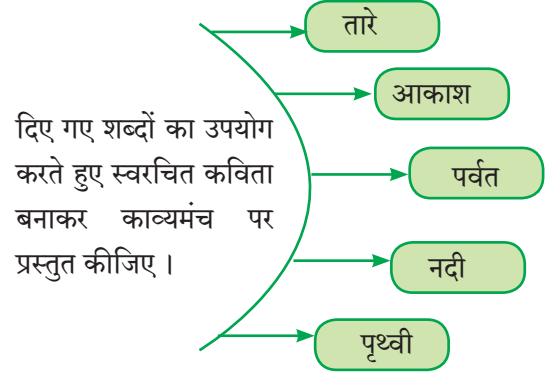 तारे
आकाश
दिए गए शब्दों का उपयोग
करते हुए स्वरचित कविता
बनाकर काव्यमंच पर
प्रस्तुत कीजिए ।
पर्वत
नदी
पृथ्वी